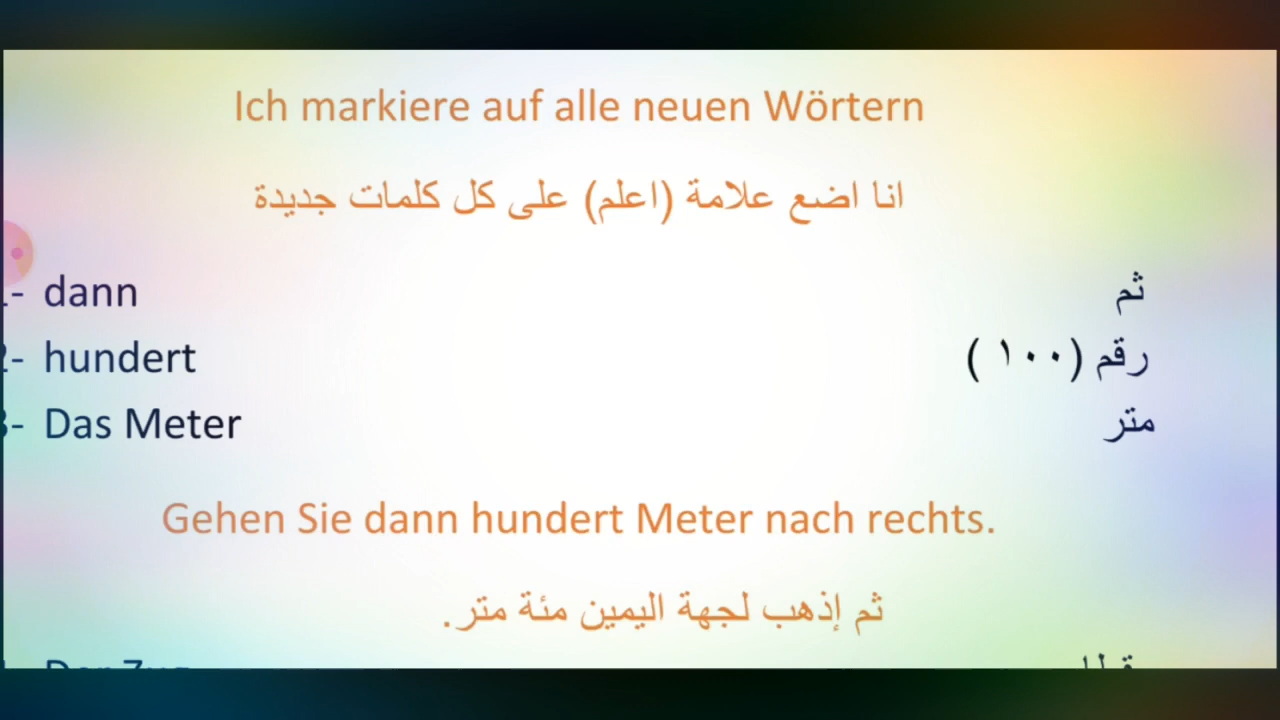 Ich markiere auf alle neuen Wörtern
انا اضع علامة (اعلم) على كل كلمات جديدة
- dann ثم
- hundert رقم (١٠٠ )
- Das Meter متر
Gehen Sie dann hundert Meter nach rechts.
ثم إذهب لجهة اليمين مئة متر.